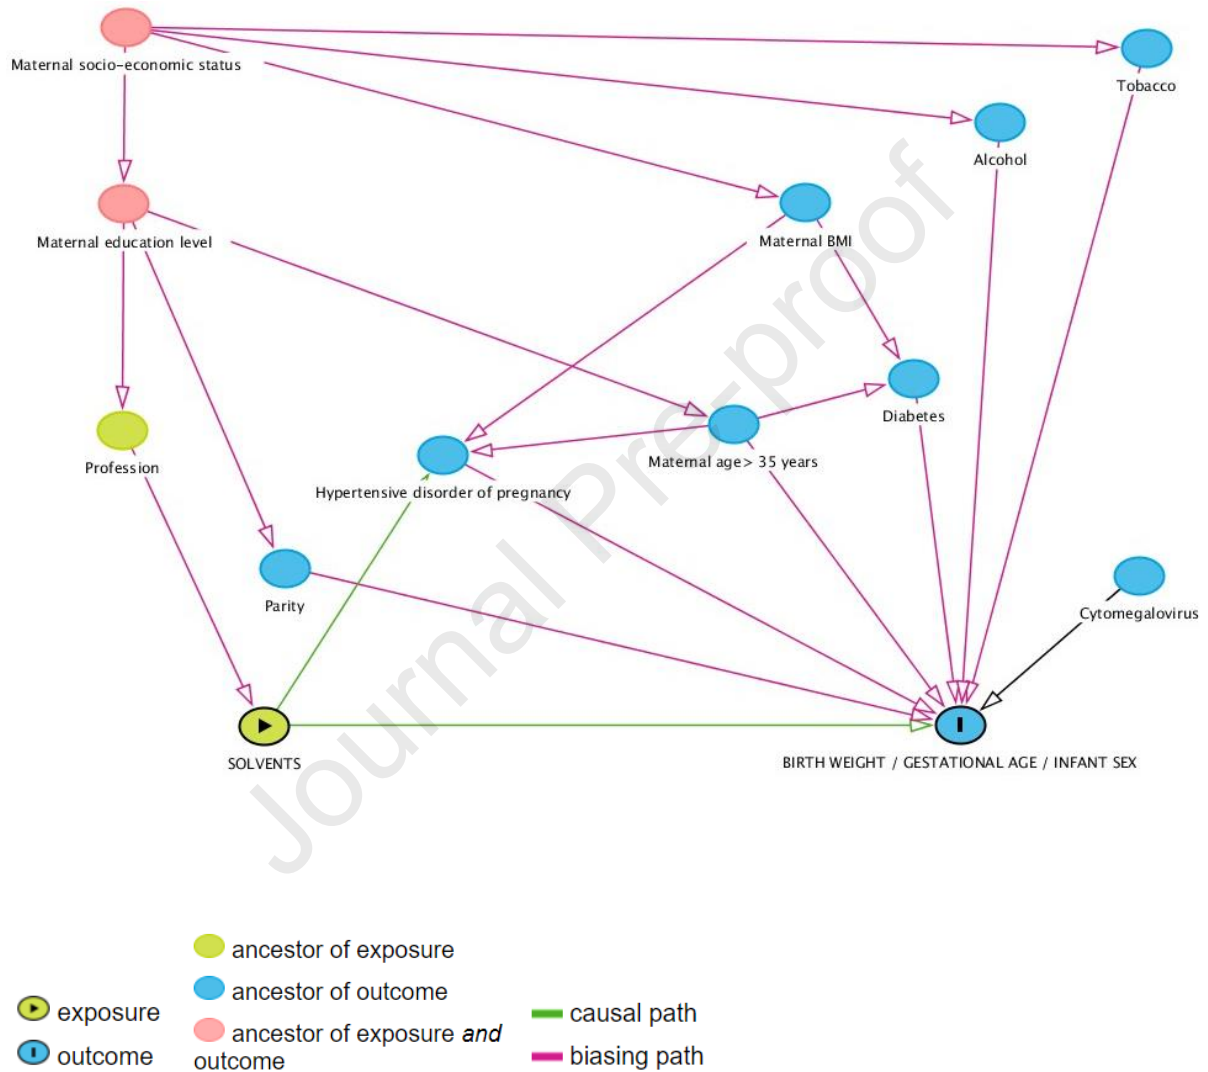 Maternal socio-economic status
Tobacco
Alcohol
Maternal education level
Maternal BMI
Diabetes
Profession
Maternal age> 35 years
Hypertensive disorder of pregnancy
Parity
Cytomegalovirus
SOLVENTS
BIRTH WEIGHT / GESTATIONAL AGE / INFANT SEX
Journal Pre-proof
exposure
outcome
ancestor of exposure
ancestor of outcome
ancestor of exposure and
outcome
causal path
biasing path